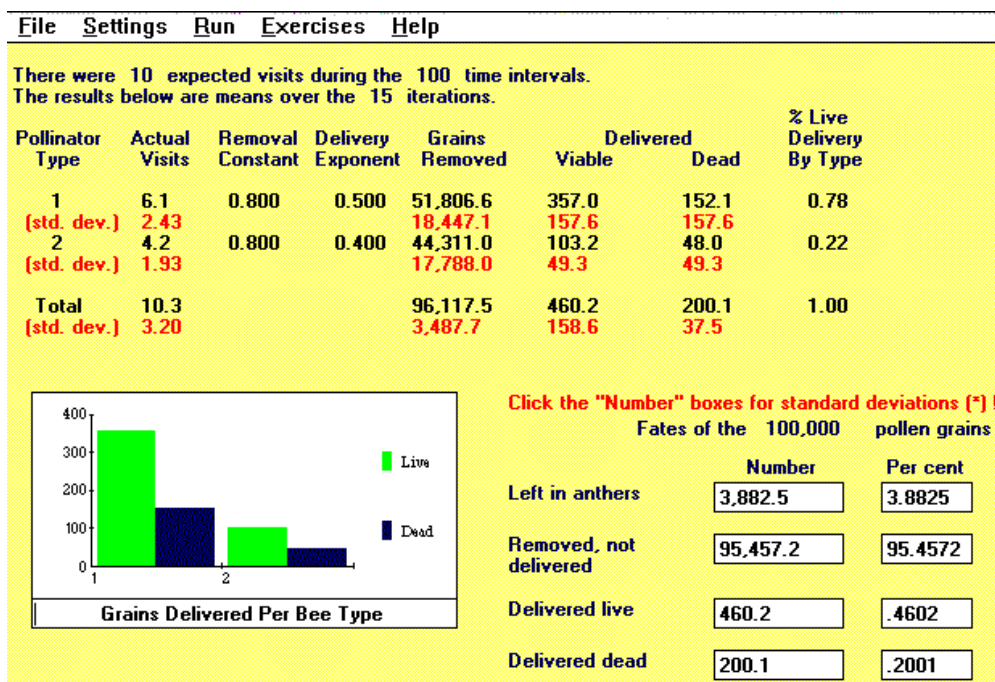 File Settings Run Exercises Help
There were 10 expected visits during the 100 time intervals.
The results below are means over the 15 iterations.
% Live
Pollinator Actual Removal Delivery Grains Delivered Delivery
Type Visits Constant Exponent Removed Viable Dead By Type
1 6.1 0.800 0.500 51,806.6 357.0 152.1 0.78
(std. dev.) 2.43 18,447.1 157.6 157.6
2 4.2 0.800 0.400 44,311.0 103.2 48.0 0.22
(std. dev.) 1.93 17,788.0 49.3 49.3
Total 10.3 96,117.5 460.2 200.1 1.00
(std. dev.) 3.20 3,487.7 158.6 37.5
400
300
200
100
0
1 2
Live
Dead
Grains Delivered Per Bee Type
Click the "Number" boxes for standard deviations (*) !
Fates of the 100,000 pollen grains
Number Per cent
Left in anthers 3,882.5 3.8825
Removed, not
delivered 95,457.2 95.4572
Delivered live 460.2 .4602
Delivered dead 200.1 .2001